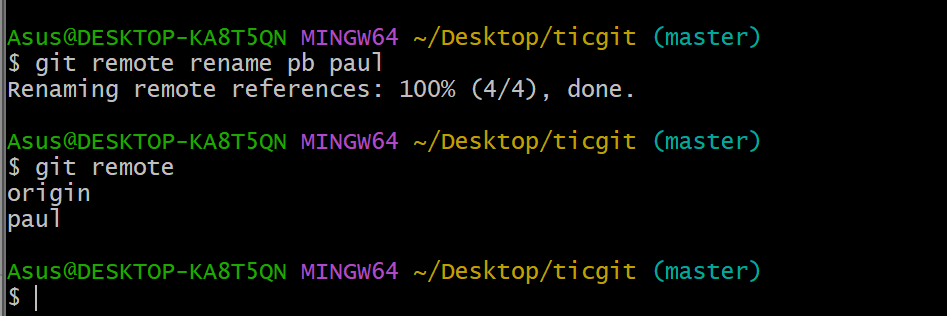 Asus@DESKTOP-KA8T5QN MINGW64 ~/Desktop/ticgit (master)
$ git remote rename pb paul
Renaming remote references: 100% (4/4), done.
Asus@DESKTOP-KA8T5QN MINGW64 ~/Desktop/ticgit (master)
$ git remote
origin
paul
Asus@DESKTOP-KA8T5QN MINGW64 ~/Desktop/ticgit (master)
$